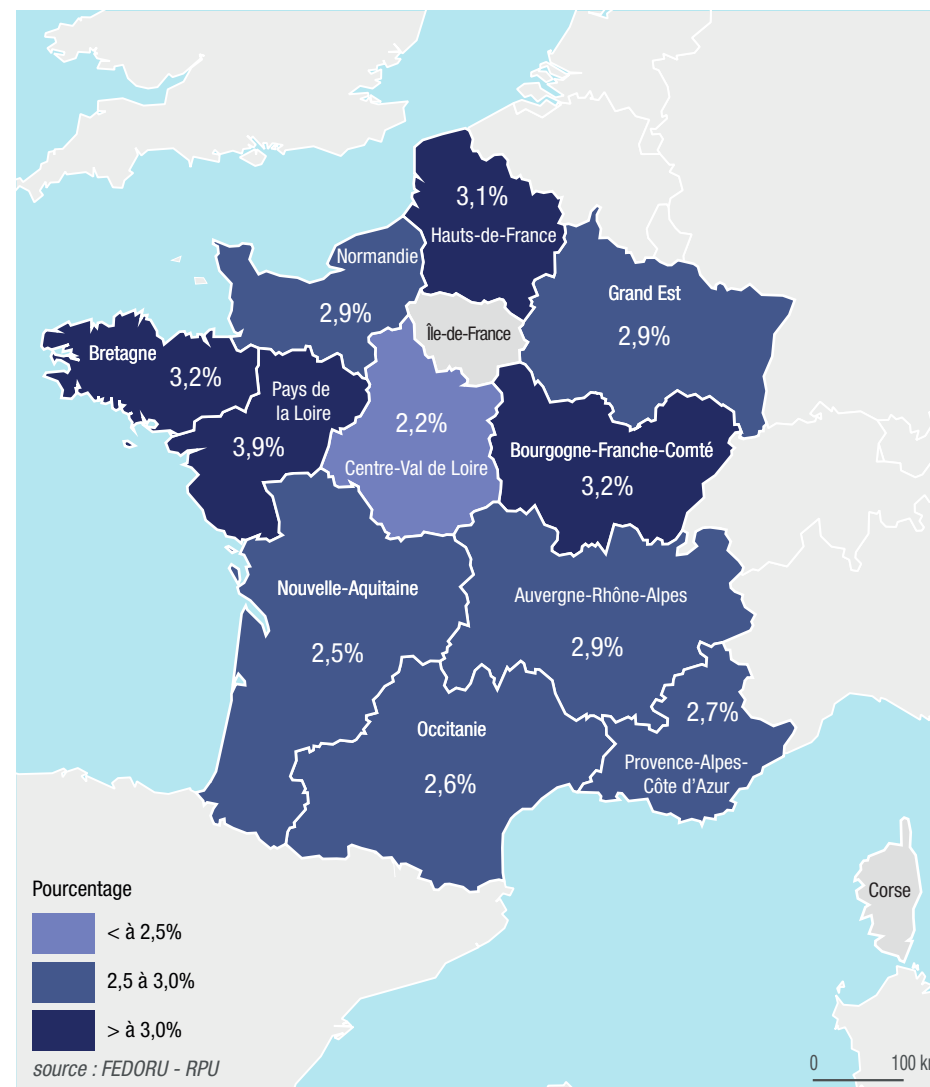 3,1%
Hauts-de-France
Normandie
2,9%
Grand Est
2,9%
Île-de-France
Bretagne
3,2%
Pays de
la Loire
3,9%
2,2%
Centre-Val de Loire
Bourgogne-Franche-Comté
3,2%
Nouvelle-Aquitaine
2,5%
Auvergne-Rhône-Alpes
2,9%
2,7%
Provence-Alpes-
Côte d'Azur
Occitanie
2,6%
Corse
Pourcentage
< à 2,5%
2,5 à 3,0%
> à 3,0%
source : FEDORU - RPU
0 100 km